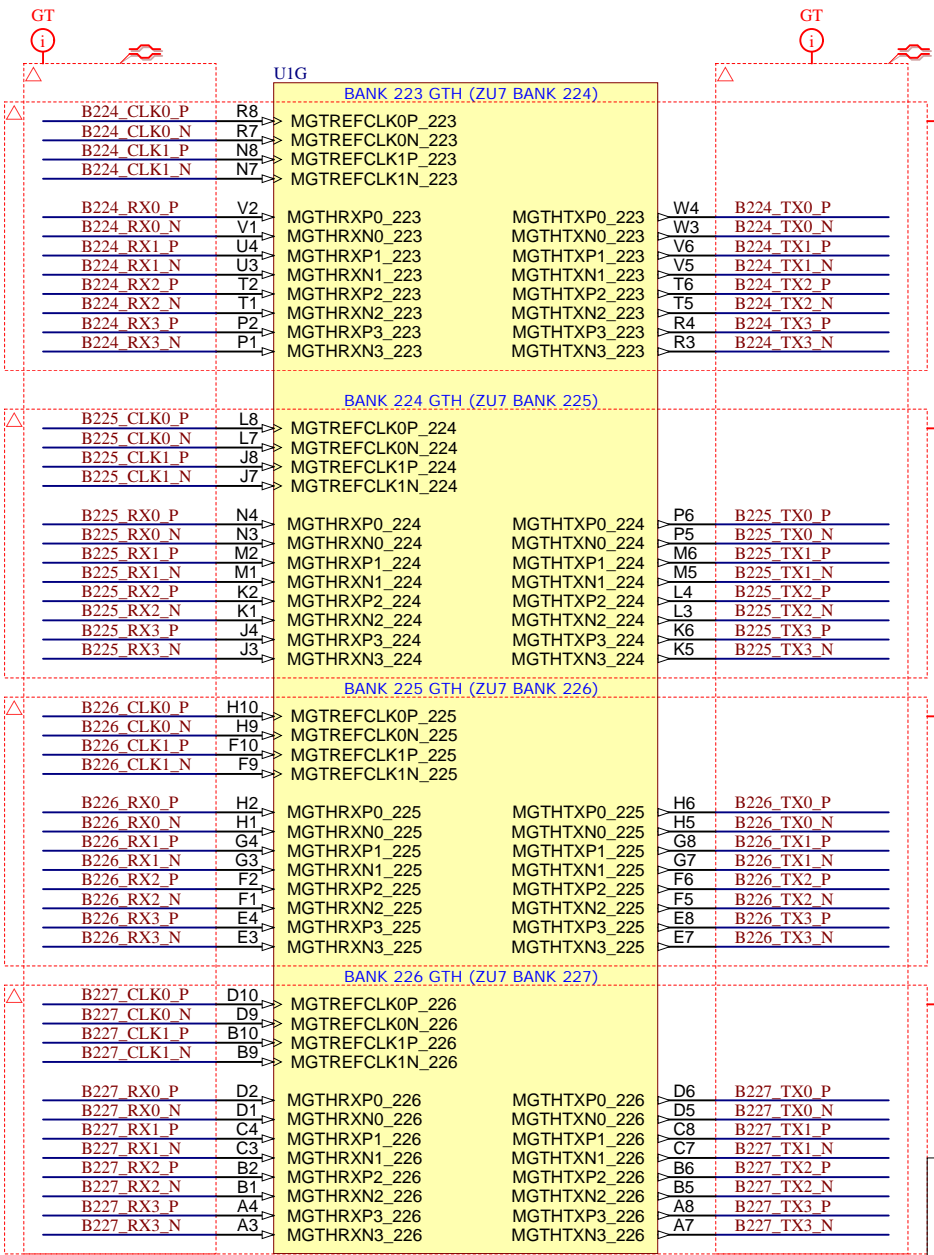 GT GT
i i
U1G
BANK 223 GTH (ZU7 BANK 224)
B224_CLK0_P R8 MGTREFCLK0P_223
B224_CLK0_N R7 MGTREFCLK0N_223
B224_CLK1_P N8 MGTREFCLK1P_223
B224_CLK1_N N7 MGTREFCLK1N_223
B224_RX0_P V2 MGTHRXP0_223 MGTHTXP0_223 W4 B224_TX0_P
B224_RX0_N V1 MGTHRXN0_223 MGTHTXN0_223 W3 B224_TX0_N
B224_RX1_P U4 MGTHRXP1_223 MGTHTXP1_223 V6 B224_TX1_P
B224_RX1_N U3 MGTHRXN1_223 MGTHTXN1_223 V5 B224_TX1_N
B224_RX2_P T2 MGTHRXP2_223 MGTHTXP2_223 T6 B224_TX2_P
B224_RX2_N T1 MGTHRXN2_223 MGTHTXN2_223 T5 B224_TX2_N
B224_RX3_P P2 MGTHRXP3_223 MGTHTXP3_223 R4 B224_TX3_P
B224_RX3_N P1 MGTHRXN3_223 MGTHTXN3_223 R3 B224_TX3_N
BANK 224 GTH (ZU7 BANK 225)
B225_CLK0_P L8 MGTREFCLK0P_224
B225_CLK0_N L7 MGTREFCLK0N_224
B225_CLK1_P J8 MGTREFCLK1P_224
B225_CLK1_N J7 MGTREFCLK1N_224
B225_RX0_P N4 MGTHRXP0_224 MGTHTXP0_224 P6 B225_TX0_P
B225_RX0_N N3 MGTHRXN0_224 MGTHTXN0_224 P5 B225_TX0_N
B225_RX1_P M2 MGTHRXP1_224 MGTHTXP1_224 M6 B225_TX1_P
B225_RX1_N M1 MGTHRXN1_224 MGTHTXN1_224 M5 B225_TX1_N
B225_RX2_P K2 MGTHRXP2_224 MGTHTXP2_224 L4 B225_TX2_P
B225_RX2_N K1 MGTHRXN2_224 MGTHTXN2_224 L3 B225_TX2_N
B225_RX3_P J4 MGTHRXP3_224 MGTHTXP3_224 K6 B225_TX3_P
B225_RX3_N J3 MGTHRXN3_224 MGTHTXN3_224 K5 B225_TX3_N
BANK 225 GTH (ZU7 BANK 226)
B226_CLK0_P H10 MGTREFCLK0P_225
B226_CLK0_N H9 MGTREFCLK0N_225
B226_CLK1_P F10 MGTREFCLK1P_225
B226_CLK1_N F9 MGTREFCLK1N_225
B226_RX0_P H2 MGTHRXP0_225 MGTHTXP0_225 H6 B226_TX0_P
B226_RX0_N H1 MGTHRXN0_225 MGTHTXN0_225 H5 B226_TX0_N
B226_RX1_P G4 MGTHRXP1_225 MGTHTXP1_225 G8 B226_TX1_P
B226_RX1_N G3 MGTHRXN1_225 MGTHTXN1_225 G7 B226_TX1_N
B226_RX2_P F2 MGTHRXP2_225 MGTHTXP2_225 F6 B226_TX2_P
B226_RX2_N F1 MGTHRXN2_225 MGTHTXN2_225 F5 B226_TX2_N
B226_RX3_P E4 MGTHRXP3_225 MGTHTXP3_225 E8 B226_TX3_P
B226_RX3_N E3 MGTHRXN3_225 MGTHTXN3_225 E7 B226_TX3_N
BANK 226 GTH (ZU7 BANK 227)
B227_CLK0_P D10 MGTREFCLK0P_226
B227_CLK0_N D9 MGTREFCLK0N_226
B227_CLK1_P B10 MGTREFCLK1P_226
B227_CLK1_N B9 MGTREFCLK1N_226
B227_RX0_P D2 MGTHRXP0_226 MGTHTXP0_226 D6 B227_TX0_P
B227_RX0_N D1 MGTHRXN0_226 MGTHTXN0_226 D5 B227_TX0_N
B227_RX1_P C4 MGTHRXP1_226 MGTHTXP1_226 C8 B227_TX1_P
B227_RX1_N C3 MGTHRXN1_226 MGTHTXN1_226 C7 B227_TX1_N
B227_RX2_P B2 MGTHRXP2_226 MGTHTXP2_226 B6 B227_TX2_P
B227_RX2_N B1 MGTHRXN2_226 MGTHTXN2_226 B5 B227_TX2_N
B227_RX3_P A4 MGTHRXP3_226 MGTHTXP3_226 A8 B227_TX3_P
B227_RX3_N A3 MGTHRXN3_226 MGTHTXN3_226 A7 B227_TX3_N